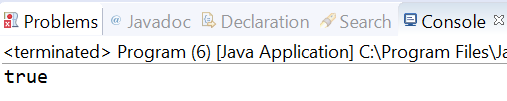 Problems @ Javadoc Declaration Search Console
<terminated> Program (6) [Java Application] C:\Program Files\Ja
true